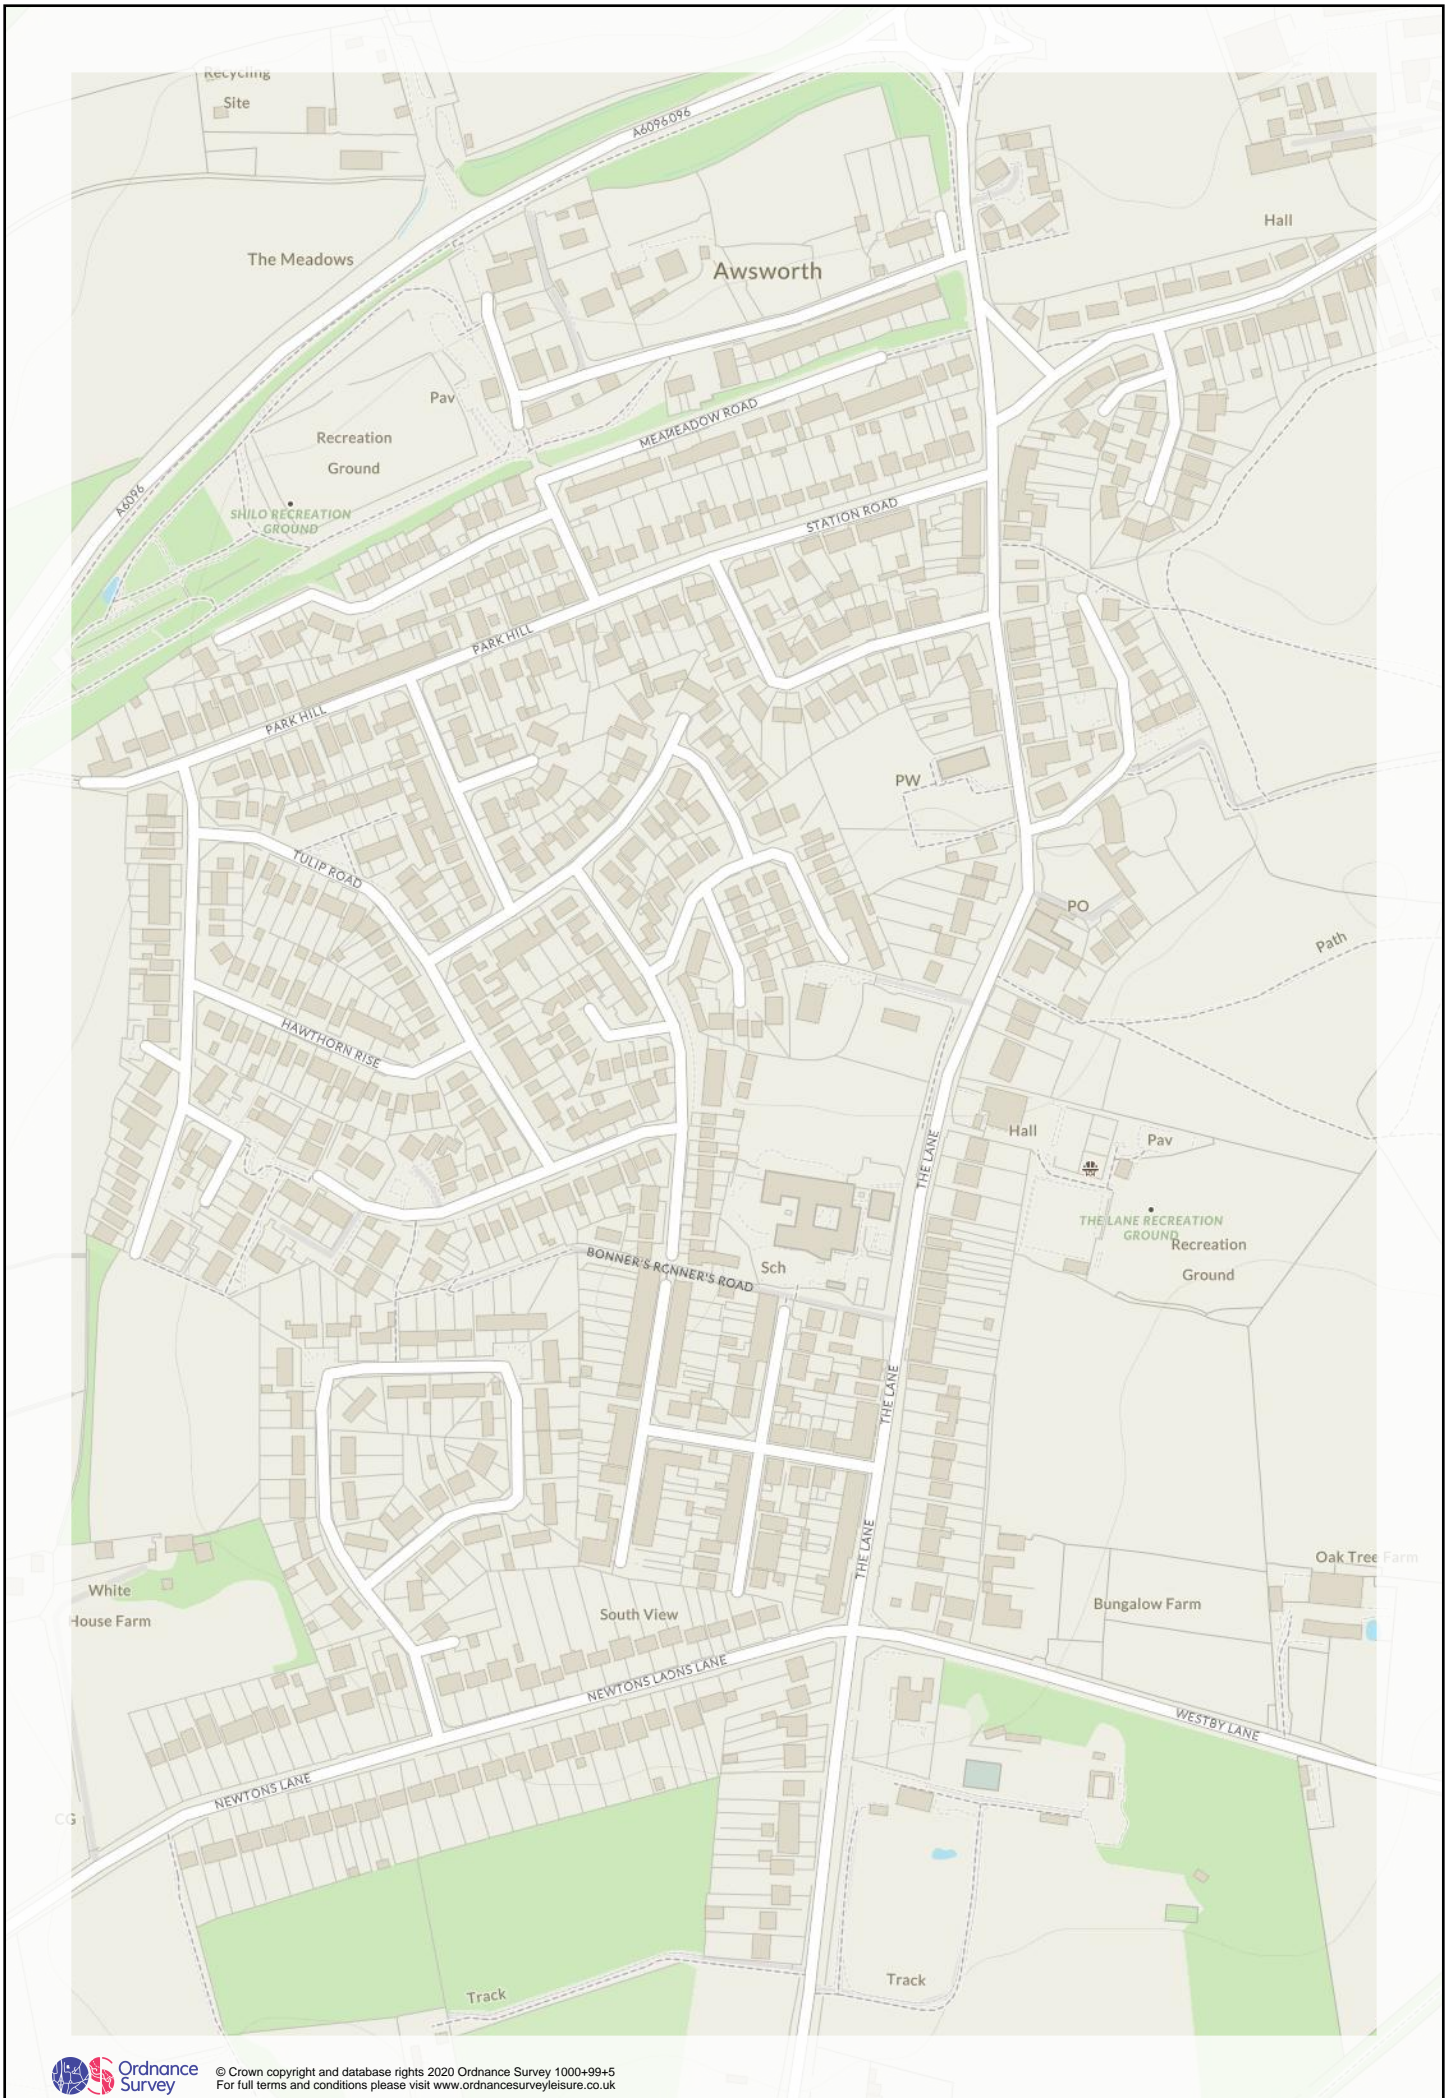 Recycling
Site
A6096096
Hall
The Meadows
Awsworth
Pav
MEAMEADOW ROAD
Recreation
Ground
A6096
SHILO RECREATION
GROUND
STATION ROAD
PARK HILL
PARK HILL
PW
TULIP ROAD
PO
Path
HAWTHORN RISE
Hall
Pav
THE LANE
THE LANE RECREATION
GROUND
Recreation
Ground
BONNER'S RONNER'S ROAD
Sch
THE LANE
THE LANE
Oak Tree Farm
White
House Farm
Bungalow Farm
South View
NEWTONS LAONS LANE
WESTBY LANE
NEWTONS LANE
CG
Track
Track
Ordnance
Survey
© Crown copyright and database rights 2020 Ordnance Survey 1000+99+5
For full terms and conditions please visit www.ordnancesurveyleisure.co.uk